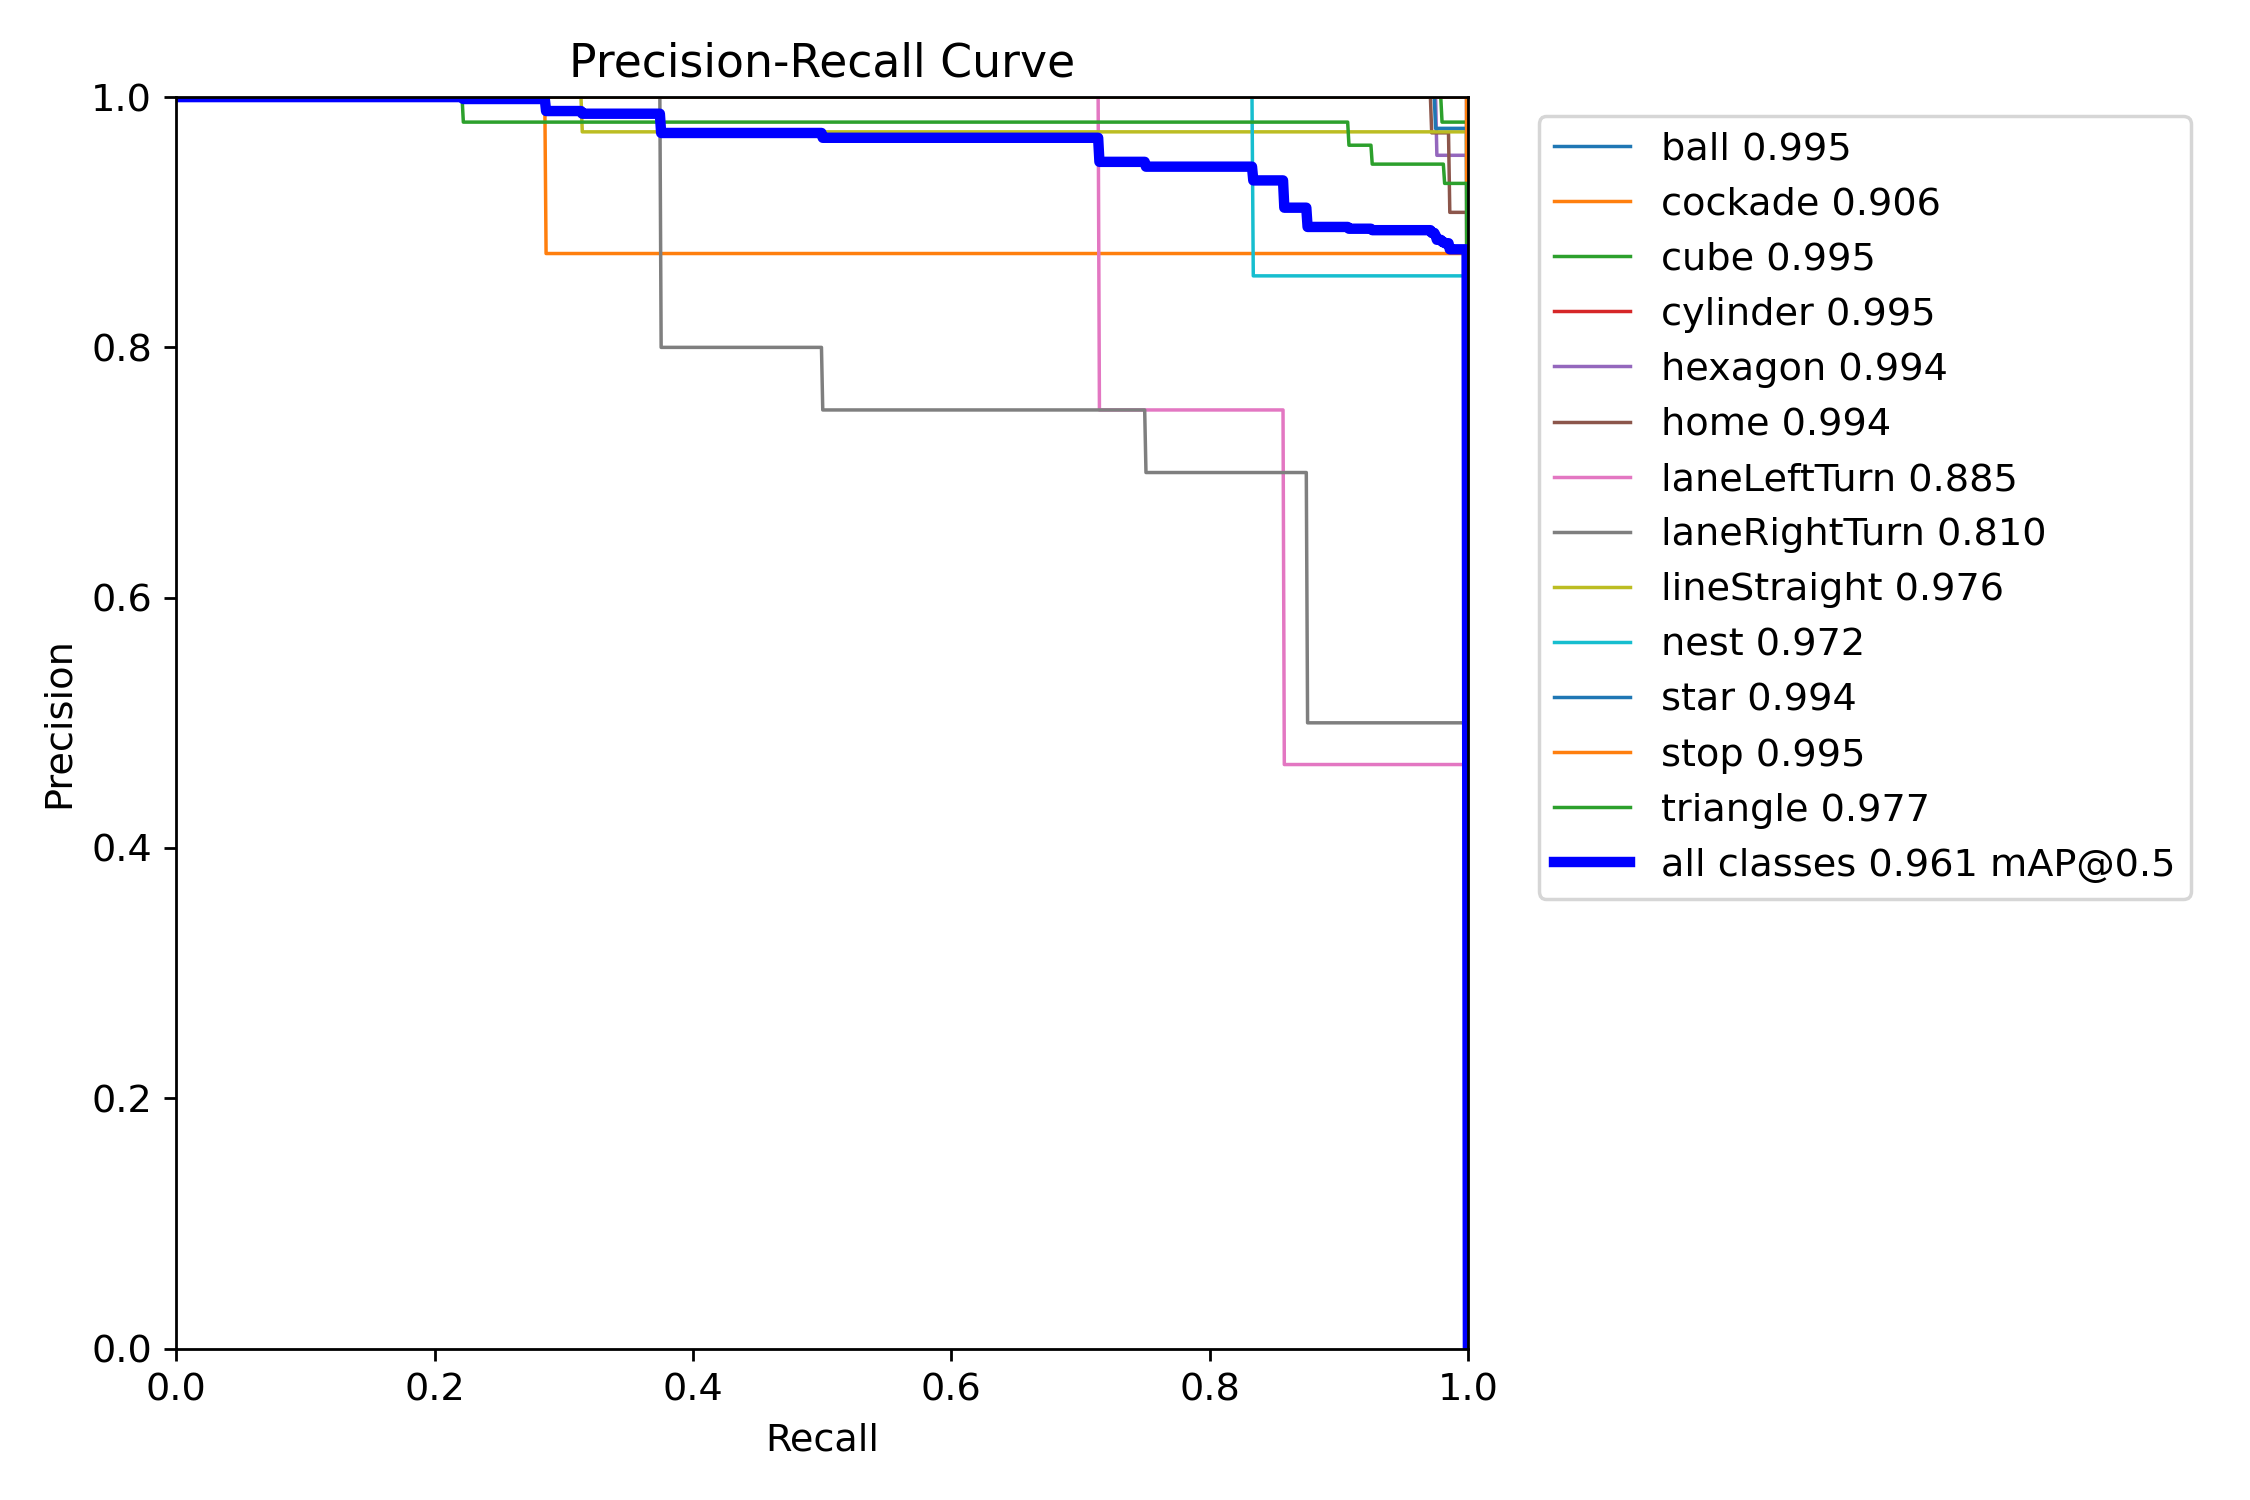 Precision-Recall Curve
1.0
0.8
0.6
0.4
0.2
0.0
Precision
0.0 0.2 0.4 0.6 0.8 1.0
Recall
ball 0.995
cockade 0.906
cube 0.995
cylinder 0.995
hexagon 0.994
home 0.994
laneLeftTurn 0.885
laneRightTurn 0.810
lineStraight 0.976
nest 0.972
star 0.994
stop 0.995
triangle 0.977
all classes 0.961 mAP@0.5